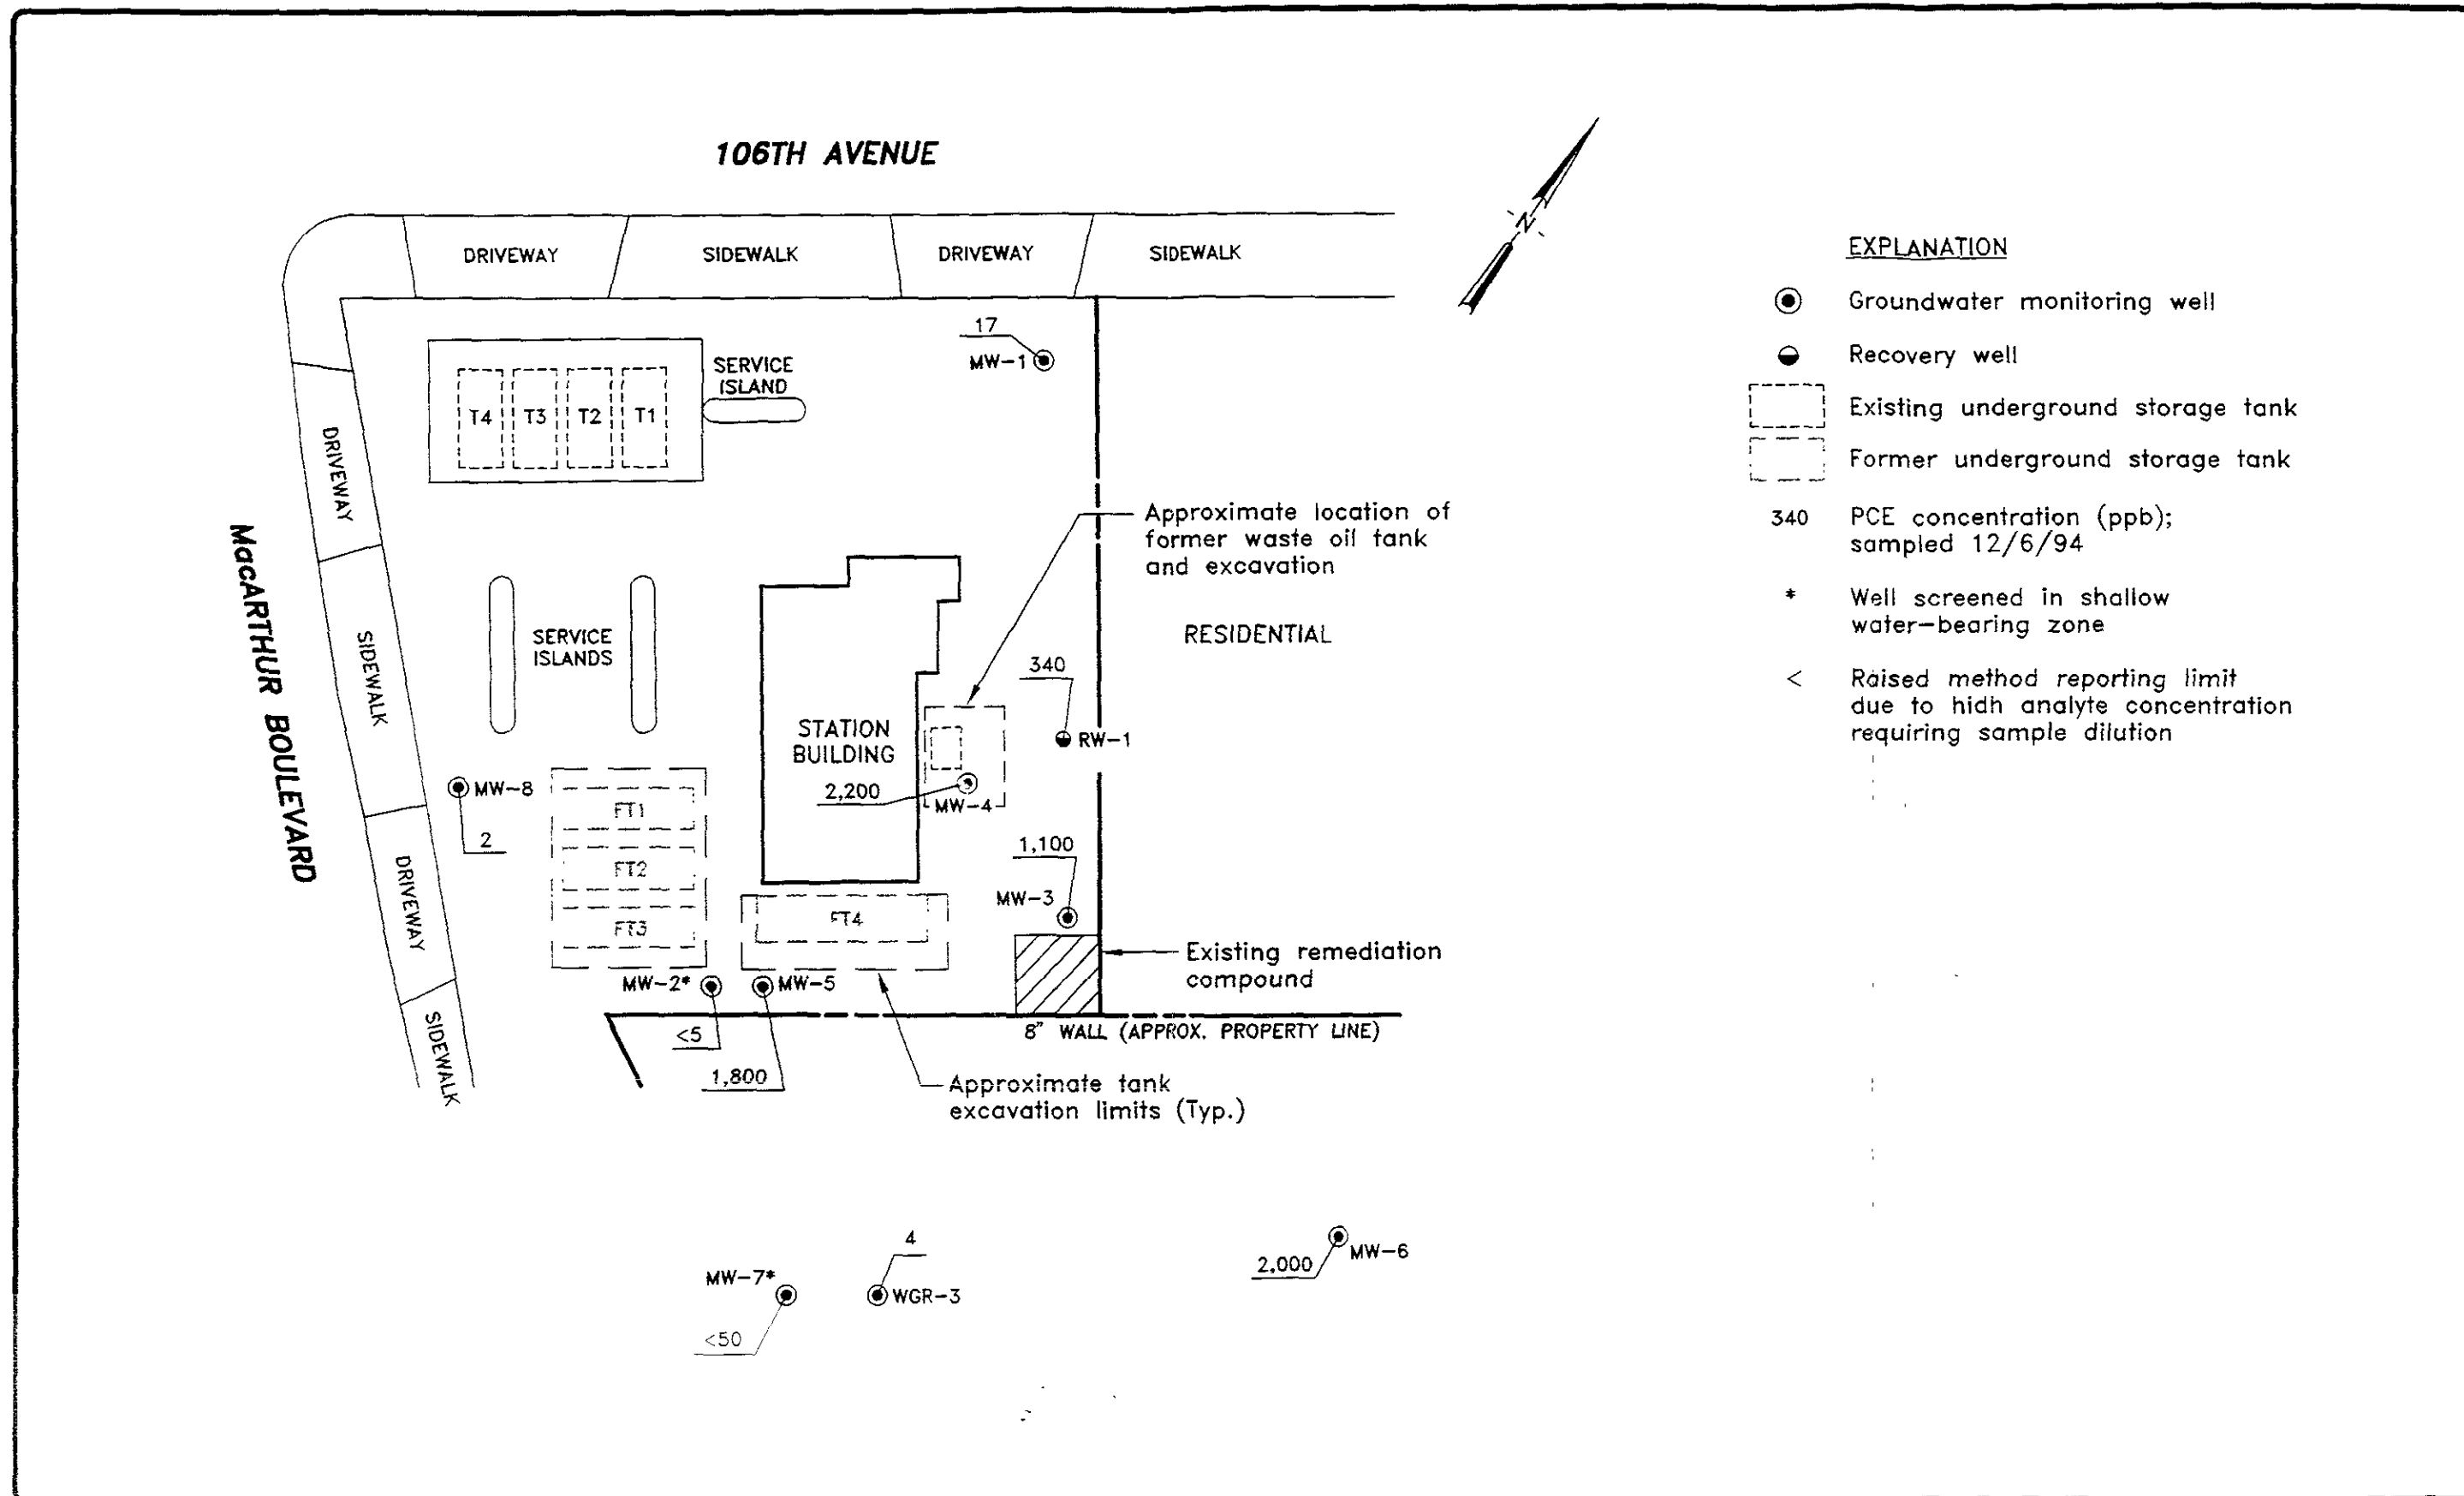 106TH AVENUE
DRIVEWAY
SIDEWALK
DRIVEWAY
SIDEWALK
N
EXPLANATION
Groundwater monitoring well
Recovery well
Existing underground storage tank
Former underground storage tank
340
PCE concentration (ppb);
sampled 12/6/94
*
Well screened in shallow
water-bearing zone
<
Raised method reporting limit
due to hidh analyte concentration
requiring sample dilution
17
MW-1
SERVICE
ISLAND
T4
T3
T2
T1
DRIVEWAY
MacARTHUR BOULEVARD
SIDEWALK
DRIVEWAY
SIDEWALK
Approximate location of
former waste oil tank
and excavation
RESIDENTIAL
SERVICE
ISLANDS
340
RW-1
STATION
BUILDING
2,200
MW-4
MW-8
2
FT1
FT2
FT3
FT4
1,100
MW-3
Existing remediation
compound
MW-2*
MW-5
<5
1,800
8" WALL (APPROX. PROPERTY LINE)
Approximate tank
excavation limits (Typ.)
4
MW-7*
WGR-3
<50
2,000
MW-6